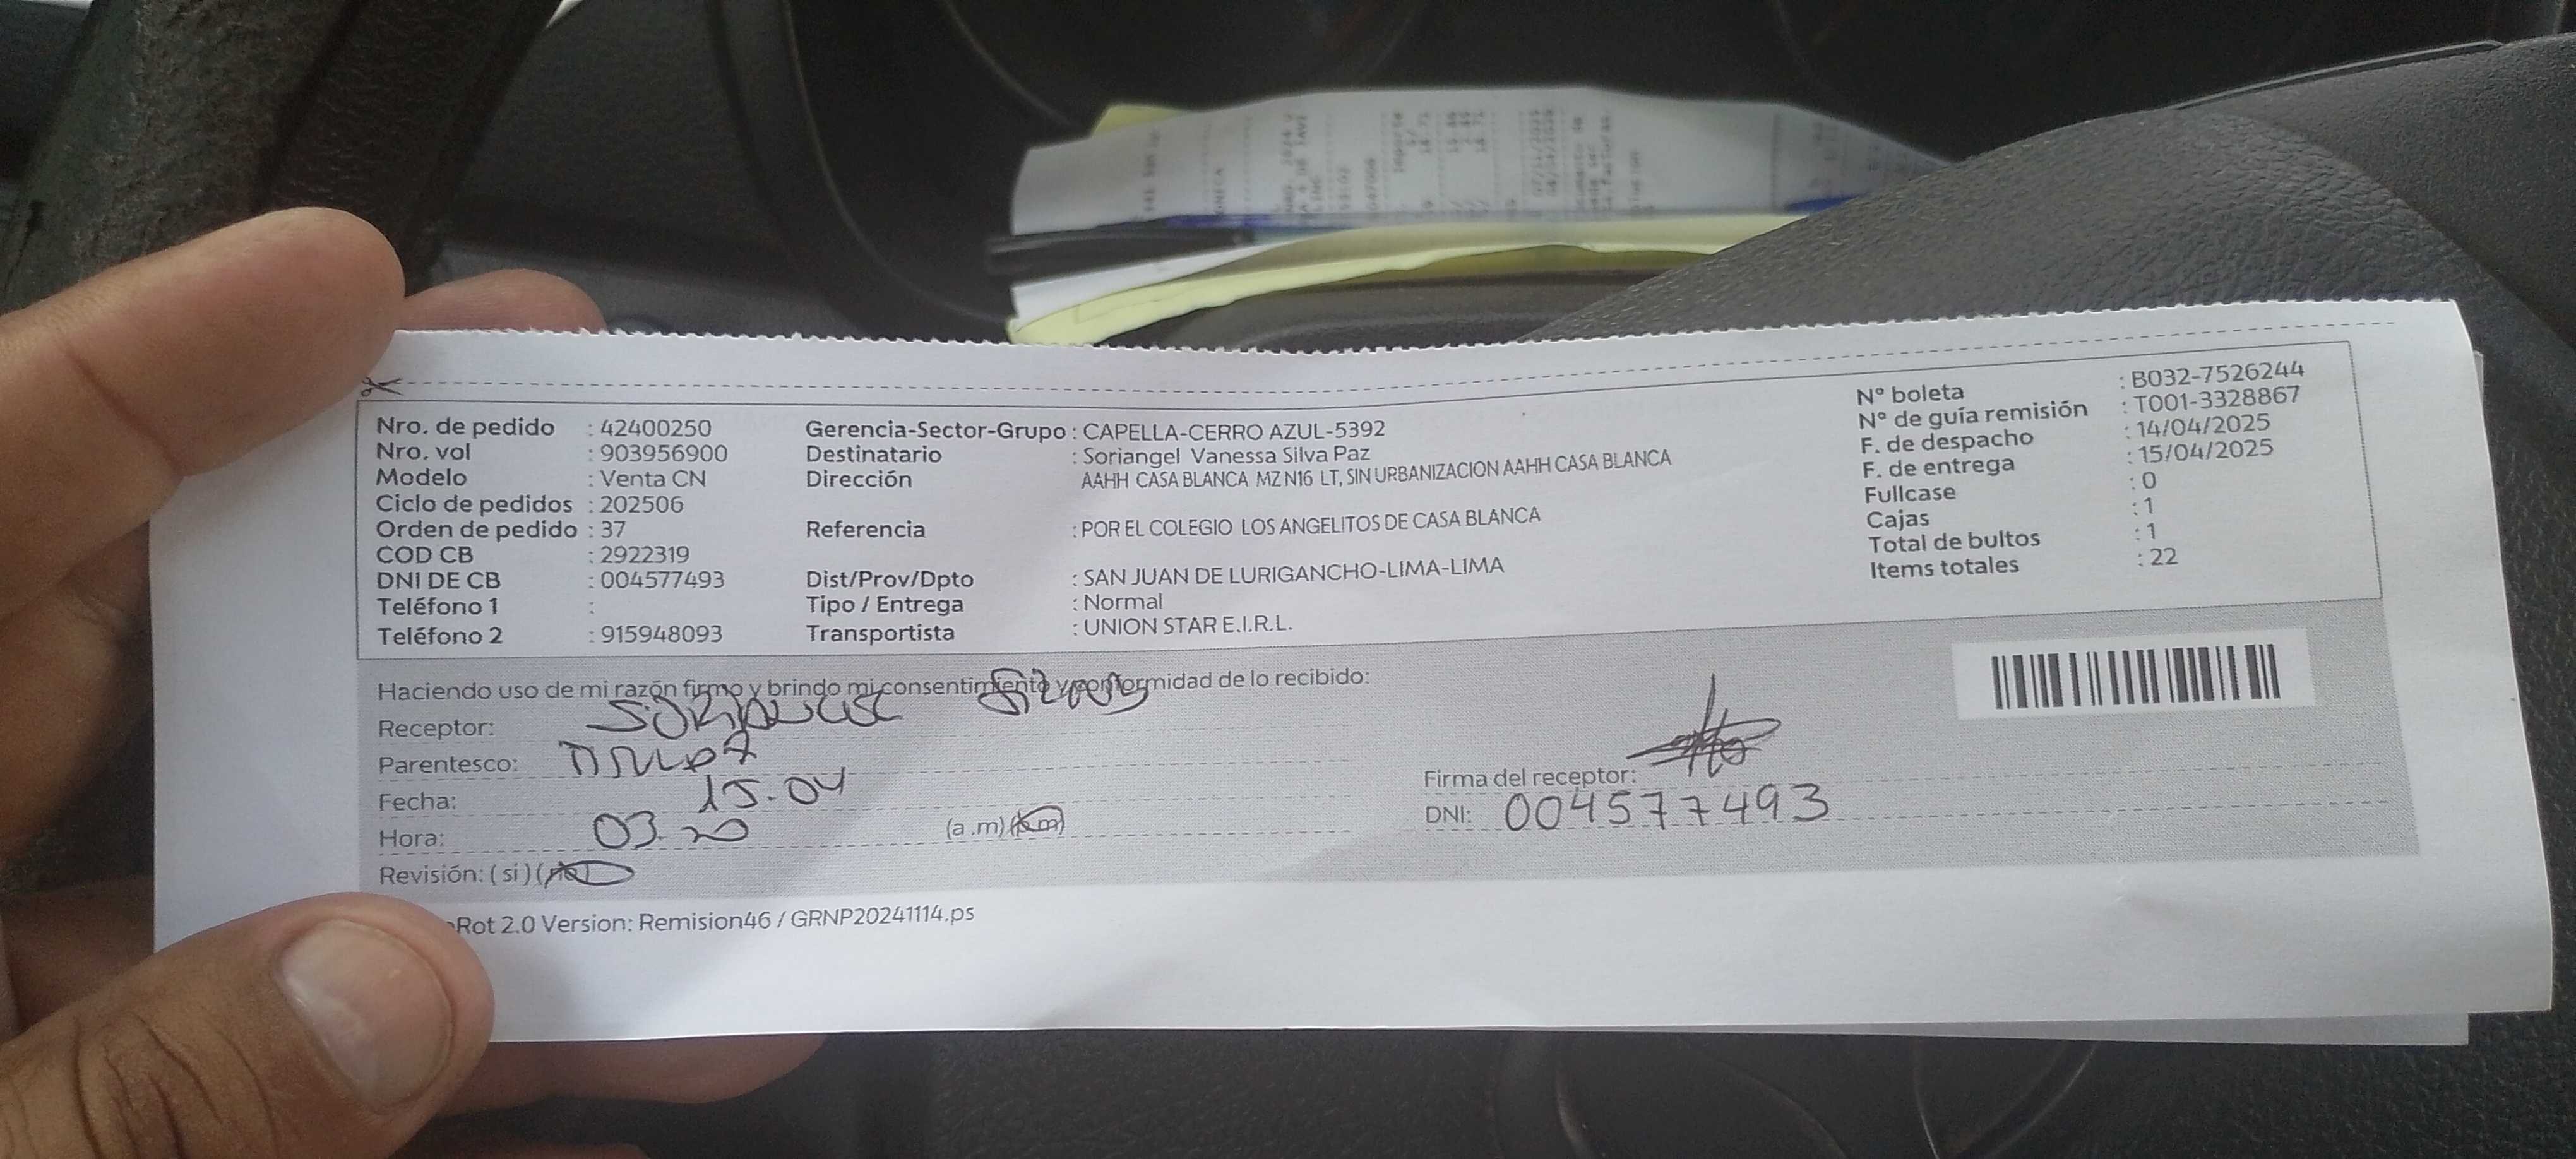 Nro. de pedido : 42400250
Nro. vol : 903956900
Modelo : Venta CN
Ciclo de pedidos : 202506
Orden de pedido : 37
COD CB : 2922319
DNI DE CB : 004577493
Teléfono 1 :
Teléfono 2 : 915948093
Gerencia-Sector-Grupo : CAPELLA-CERRO AZUL-5392
Destinatario : Soriangel Vanessa Silva Paz
Dirección AAHH CASA BLANCA MZ N16 LT, SIN URBANIZACION AAHH CASA BLANCA
Referencia : POR EL COLEGIO LOS ANGELITOS DE CASA BLANCA
Dist/Prov/Dpto : SAN JUAN DE LURIGANCHO-LIMA-LIMA
Tipo / Entrega : Normal
Transportista : UNION STAR E.I.R.L.
N° boleta : B032-7526244
N° de guía remisión : T001-3328867
F. de despacho : 14/04/2025
F. de entrega : 15/04/2025
Fullcase : 0
Cajas : 1
Total de bultos : 1
Items totales : 22
Haciendo uso de mi razón firmo y brindo mi consentimiento y conformidad de lo recibido:
Receptor:
Parentesco:
Fecha: 15.04
Hora: 03.20 (a.m) (p.m)
Revisión: (si) (no)
Firma del receptor:
DNI: 004577493
Rot 2.0 Version: Remision46 / GRNP20241114.ps